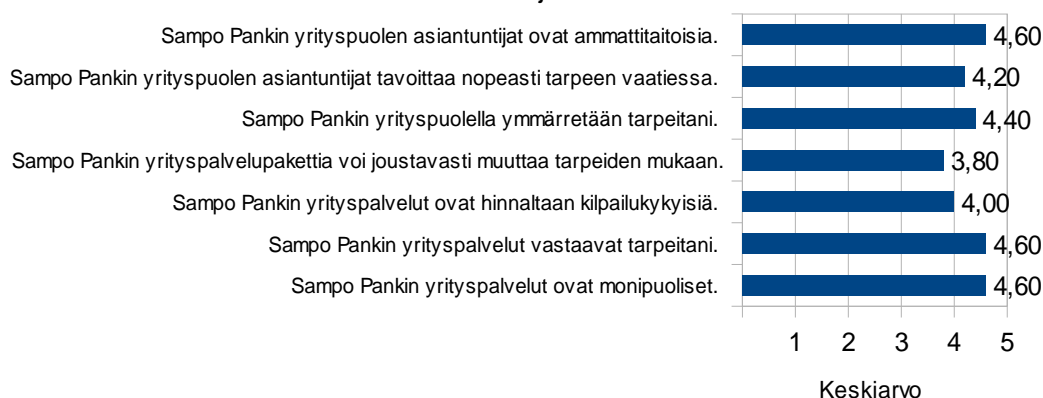 Sampo Pankin yrityspuolen asiantuntijat ovat ammattitaitoisia. 4,60
Sampo Pankin yrityspuolen asiantuntijat tavoittaa nopeasti tarpeen vaatiessa. 4,20
Sampo Pankin yrityspuolella ymmärretään tarpeitani. 4,40
Sampo Pankin yrityspalvelupakettia voi joustavasti muuttaa tarpeiden mukaan. 3,80
Sampo Pankin yrityspalvelut ovat hinnaltaan kilpailukykyisiä. 4,00
Sampo Pankin yrityspalvelut vastaavat tarpeitani. 4,60
Sampo Pankin yrityspalvelut ovat monipuoliset. 4,60
1 2 3 4 5
Keskiarvo